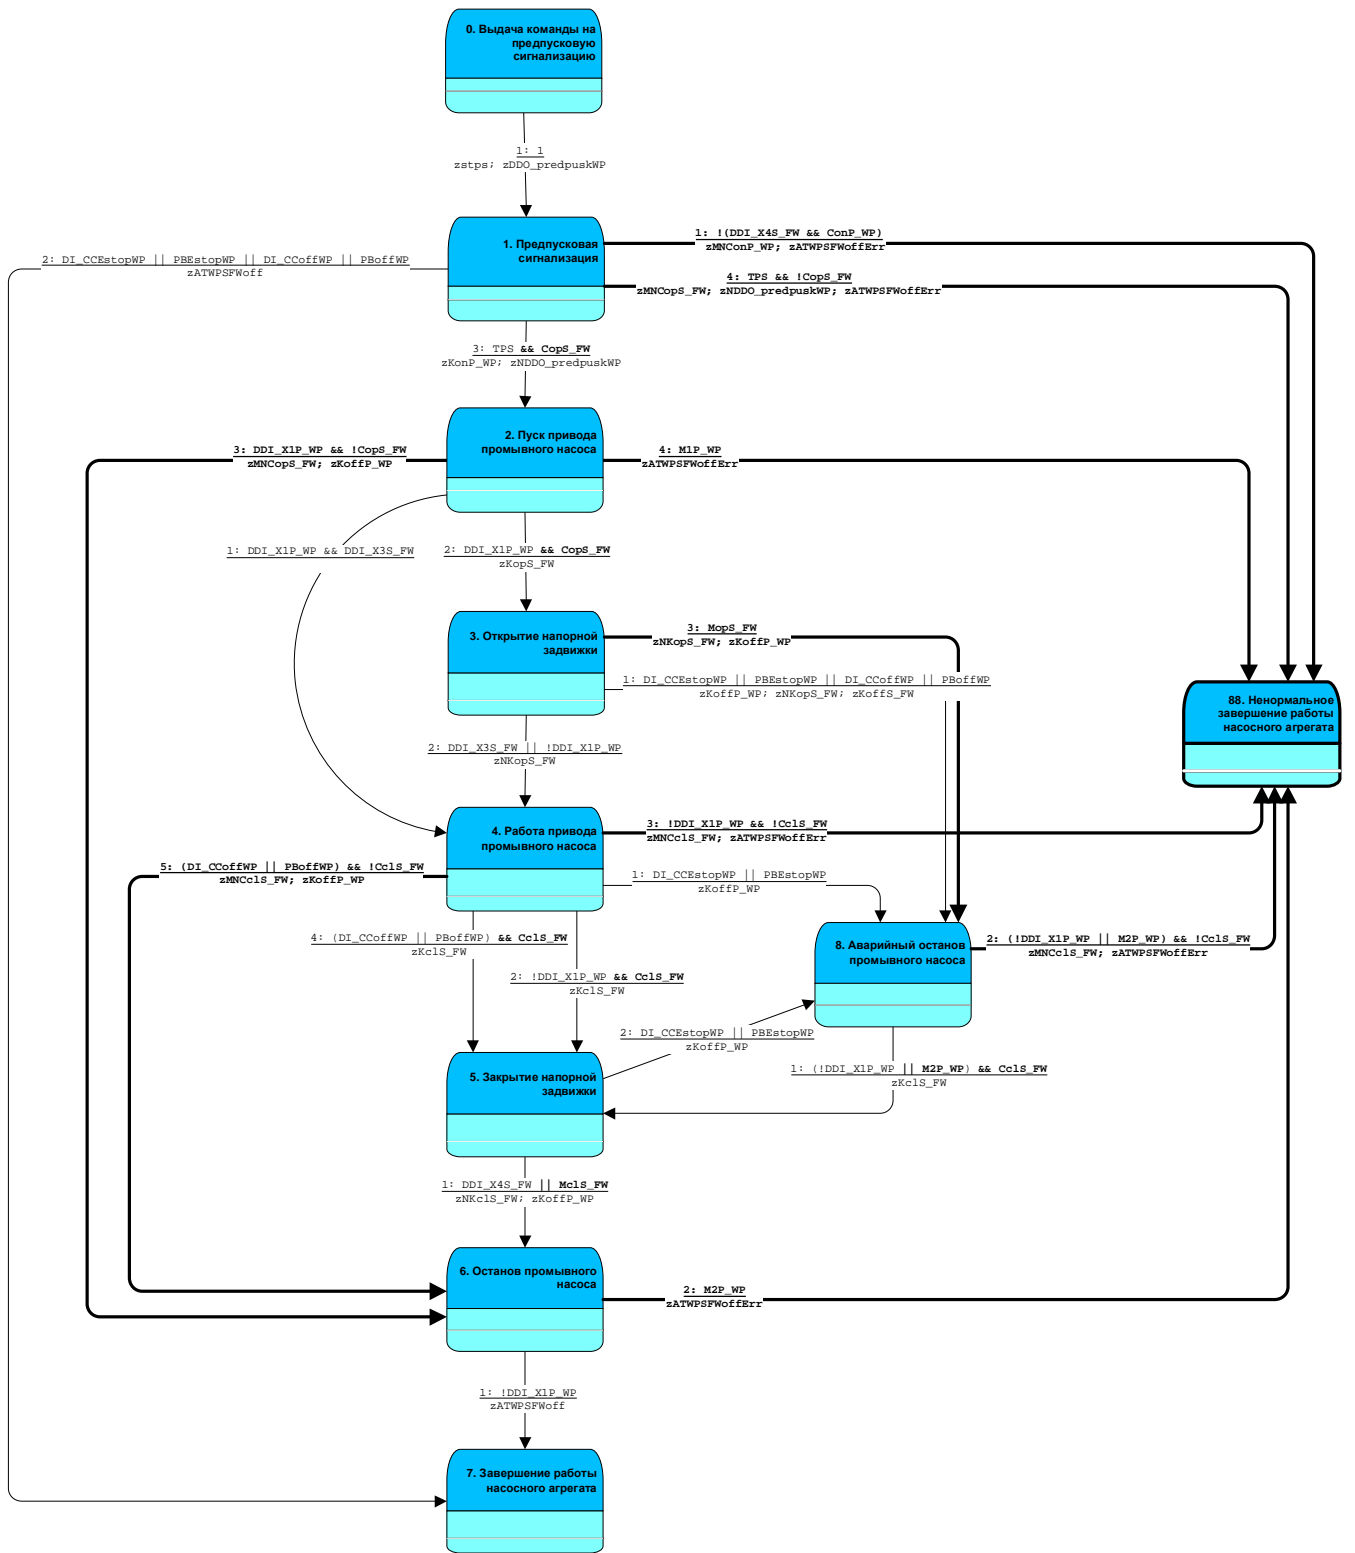 0. Выдача команды на
предпусковую
сигнализацию
1: 1
zstps; zDDO_predpuskWP
1. Предпусковая
сигнализация
1: !(DDI_X4S_FW && ConP_WP)
zMNConP_WP; zATWPSFWoffErr
2: DI_CCEstopWP || PBEstopWP || DI_CCoffWP || PBoffWP
zATWPSFWoff
4: TPS && !CopS_FW
zMNCopS_FW; zNDDO_predpuskWP; zATWPSFWoffErr
3: TPS && CopS_FW
zKonP_WP; zNDDO_predpuskWP
2. Пуск привода
промывного насоса
3: DDI_X1P_WP && !CopS_FW
zMNCopS_FW; zKoffP_WP
4: M1P_WP
zATWPSFWoffErr
1: DDI_X1P_WP && DDI_X3S_FW
2: DDI_X1P_WP && CopS_FW
zKopS_FW
3. Открытие напорной
задвижки
3: MopS_FW
zNKopS_FW; zKoffP_WP
1: DI_CCEstopWP || PBEstopWP || DI_CCoffWP || PBoffWP
zKoffP_WP; zNKopS_FW; zKoffS_FW
88. Ненормальное
завершение работы
насосного агрегата
2: DDI_X3S_FW || !DDI_X1P_WP
zNKopS_FW
4. Работа привода
промывного насоса
3: !DDI_X1P_WP && !CclS_FW
zMNCclS_FW; zATWPSFWoffErr
5: (DI_CCoffWP || PBoffWP) && !CclS_FW
zMNCclS_FW; zKoffP_WP
1: DI_CCEstopWP || PBEstopWP
zKoffP_WP
4: (DI_CCoffWP || PBoffWP) && CclS_FW
zKclS_FW
8. Аварийный останов
промывного насоса
2: (!DDI_X1P_WP || M2P_WP) && !CclS_FW
zMNCclS_FW; zATWPSFWoffErr
2: !DDI_X1P_WP && CclS_FW
zKclS_FW
2: DI_CCEstopWP || PBEstopWP
zKoffP_WP
1: (!DDI_X1P_WP || M2P_WP) && CclS_FW
zKclS_FW
5. Закрытие напорной
задвижки
1: DDI_X4S_FW || MclS_FW
zNKclS_FW; zKoffP_WP
6. Останов промывного
насоса
2: M2P_WP
zATWPSFWoffErr
1: !DDI_X1P_WP
zATWPSFWoff
7. Завершение работы
насосного агрегата